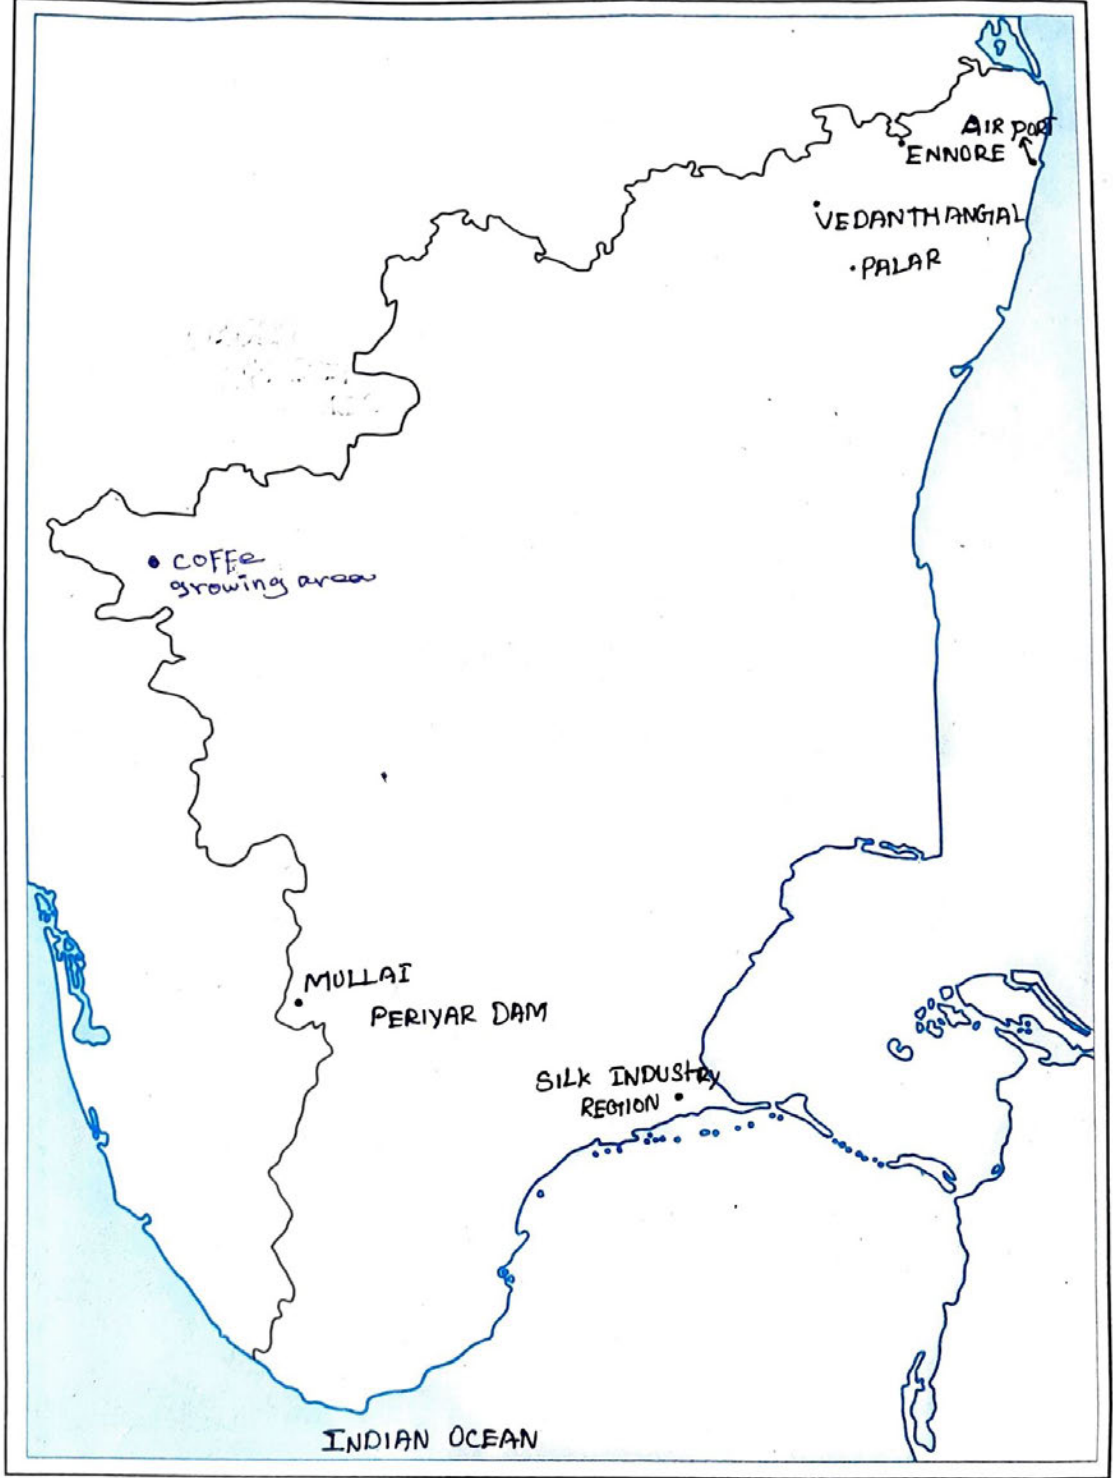 AIR PORT
ENNORE
VEDANTHANGAL
PALAR
COFFe
growing area
MULLAI
PERIYAR DAM
SILK INDUSTRY
REGION
INDIAN OCEAN